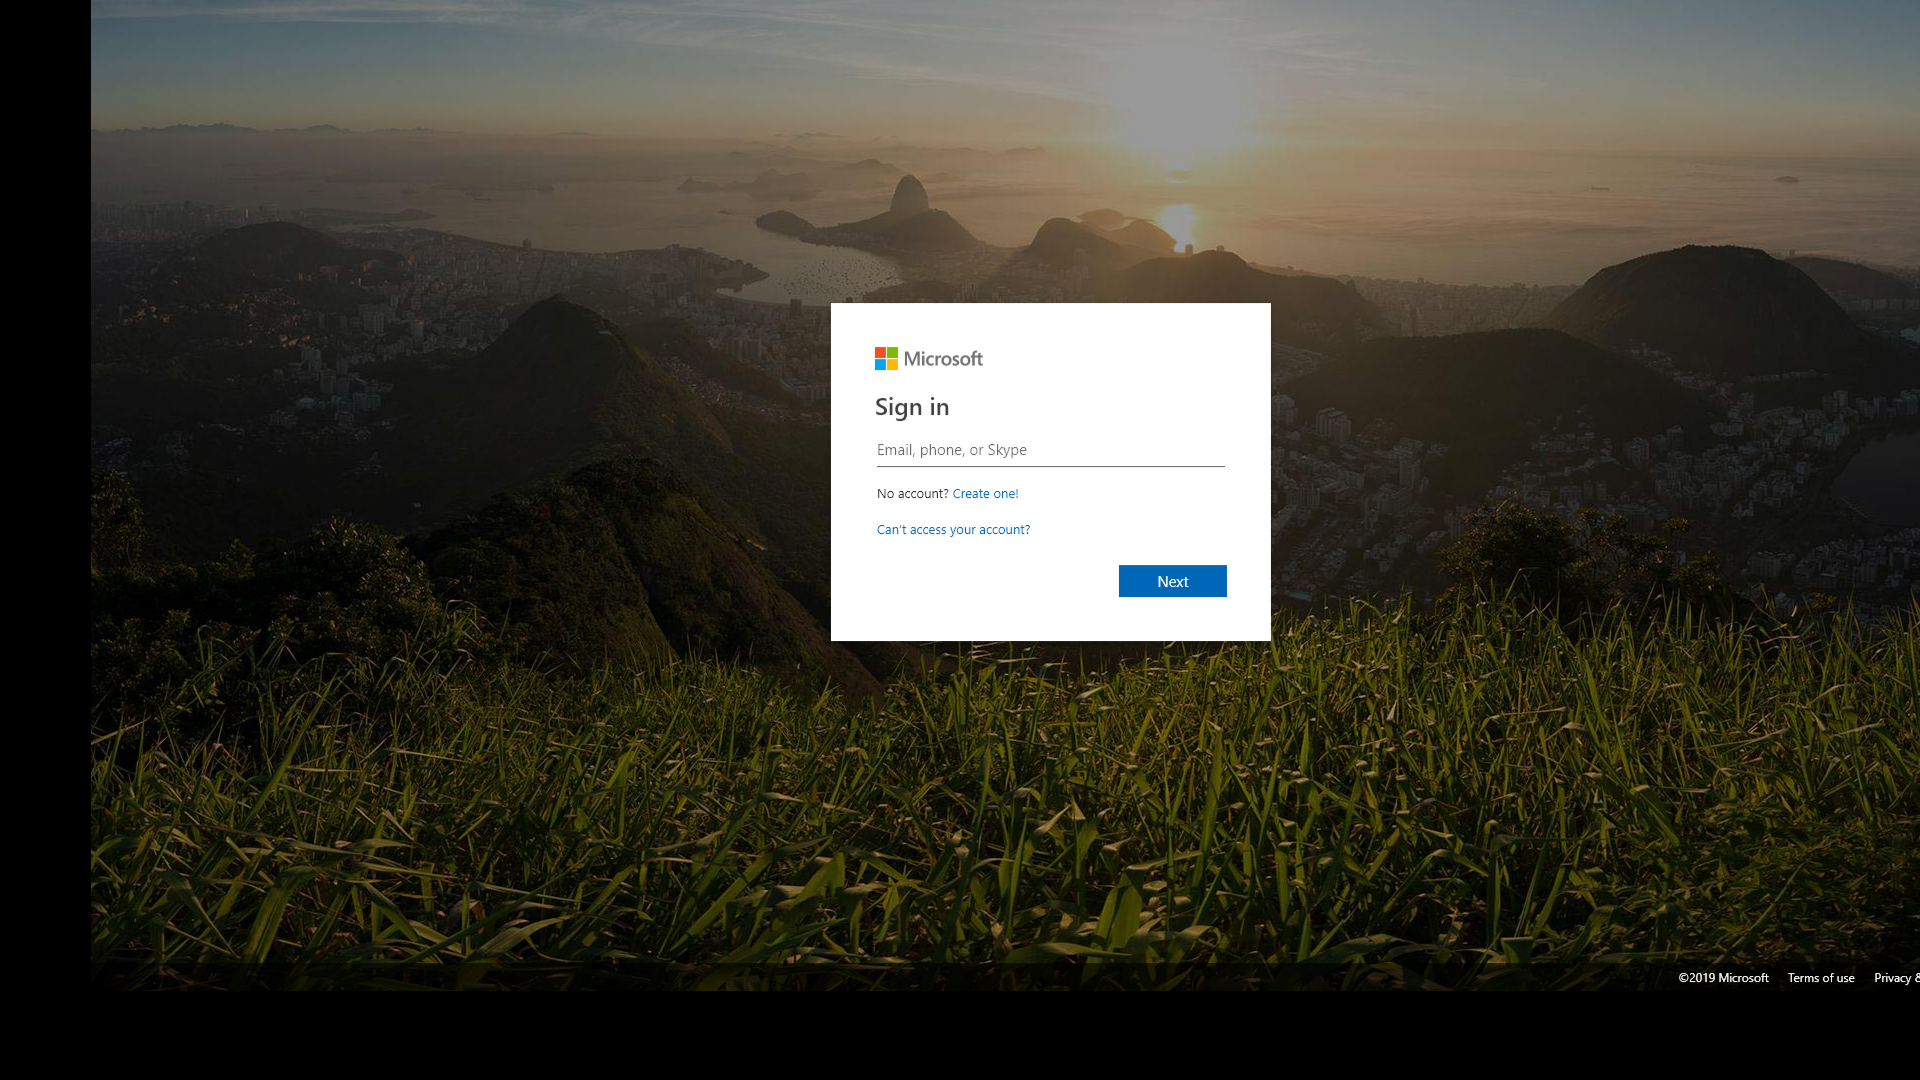 Microsoft
Sign in
Email, phone, or Skype
No account? Create one!
Can't access your account?
Next
©2019 Microsoft Terms of use Privacy &